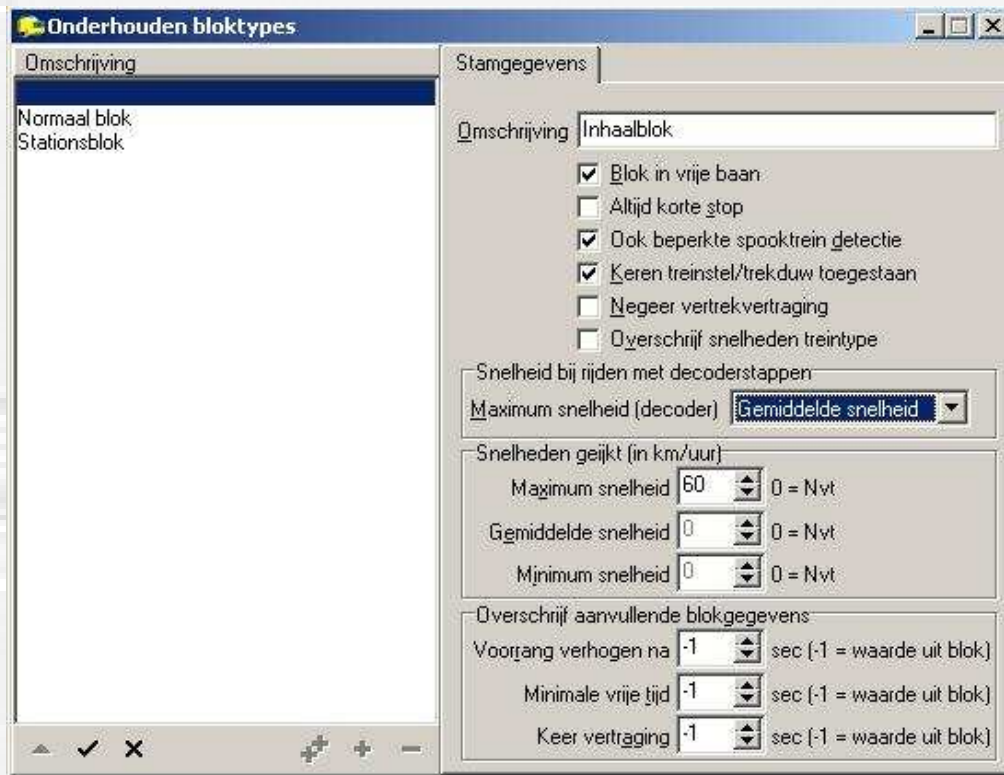 Onderhouden bloktypes
Omschrijving
Normaal blok
Stationsblok
Stamgegevens
Omschrijving Inhaalblok
Blok in vrije baan
Altijd korte stop
Ook beperkte spooktrein detectie
Keren treinstel/trekduw toegestaan
Negeer vertrekvertraging
Overschrijf snelheden treintype
Snelheid bij rijden met decoderstappen
Maximum snelheid (decoder) Gemiddelde snelheid
Snelheden geijkt (in km/uur)
Maximum snelheid 60 0 = Nvt
Gemiddelde snelheid 0 0 = Nvt
Minimum snelheid 0 0 = Nvt
Overschrijf aanvullende blokgegevens
Voorrang verhogen na -1 sec (-1 = waarde uit blok)
Minimale vrije tijd -1 sec (-1 = waarde uit blok)
Keer vertraging -1 sec (-1 = waarde uit blok)